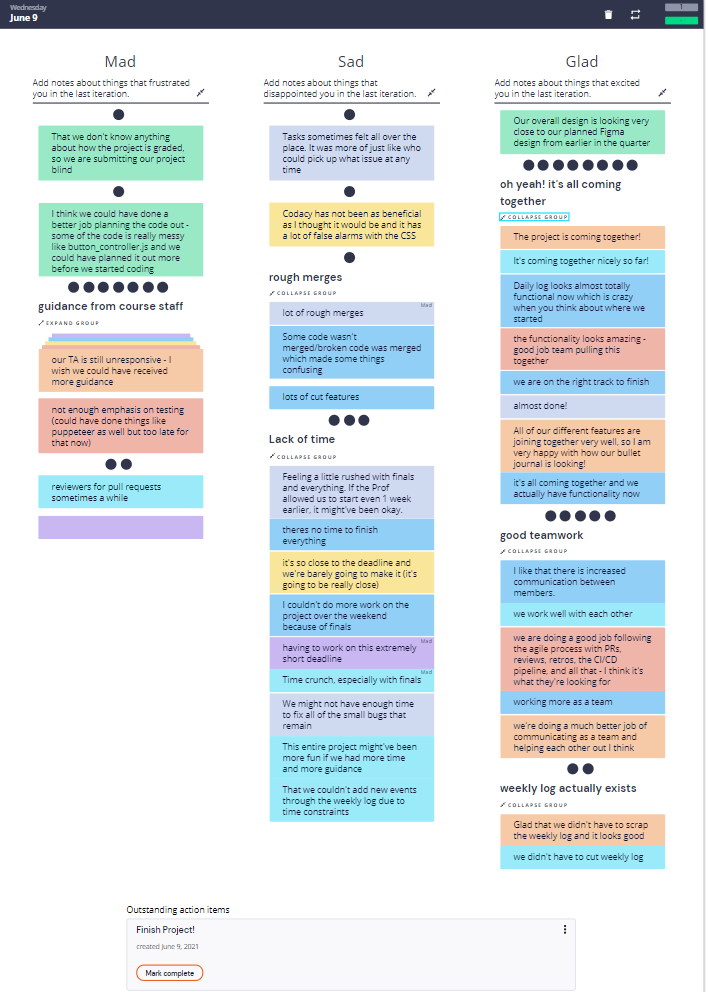 Wednesday
June 9
Mad
Add notes about things that frustrated
you in the last iteration.
That we don't know anything
about how the project is graded,
so we are submitting our project
blind
I think we could have done a
better job planning the code out -
some of the code is really messy
like button_controller.js and we
could have planned it out more
before we started coding
guidance from course staff
EXPAND GROUP
our TA is still unresponsive - I
wish we could have received
more guidance
not enough emphasis on testing
(could have done things like
puppeteer as well but too late for
that now)
reviewers for pull requests
sometimes a while
Sad
Add notes about things that
disappointed you in the last iteration.
Tasks sometimes felt all over the
place. It was more of just like who
could pick up what issue at any
time
Codacy has not been as beneficial
as I thought it would be and it has
a lot of false alarms with the CSS
rough merges
COLLAPSE GROUP
Mad
lot of rough merges
Some code wasn't
merged/broken code was merged
which made some things
confusing
lots of cut features
Lack of time
COLLAPSE GROUP
Feeling a little rushed with finals
and everything. If the Prof
allowed us to start even 1 week
earlier, it might've been okay.
theres no time to finish
everything
it's so close to the deadline and
we're barely going to make it (it's
going to be really close)
I couldn't do more work on the
project over the weekend
because of finals
Mad
having to work on this extremely
short deadline
Mad
Time crunch, especially with finals
We might not have enough time
to fix all of the small bugs that
remain
This entire project might've been
more fun if we had more time
and more guidance
That we couldn't add new events
through the weekly log due to
time constraints
Glad
Add notes about things that excited
you in the last iteration.
Our overall design is looking very
close to our planned Figma
design from earlier in the quarter
oh yeah! it's all coming
together
COLLAPSE GROUP
The project is coming together!
It's coming together nicely so far!
Daily log looks almost totally
functional now which is crazy
when you think about where we
started
the functionality looks amazing -
good job team pulling this
together
we are on the right track to finish
almost done!
All of our different features are
joining together very well, so I am
very happy with how our bullet
journal is looking!
it's all coming together and we
actually have functionality now
good teamwork
COLLAPSE GROUP
I like that there is increased
communication between
members.
we work well with each other
we are doing a good job following
the agile process with PRs,
reviews, retros, the CI/CD
pipeline, and all that - I think it's
what they're looking for
working more as a team
we're doing a much better job of
communicating as a team and
helping each other out I think
weekly log actually exists
COLLAPSE GROUP
Glad that we didn't have to scrap
the weekly log and it looks good
we didn't have to cut weekly log
Outstanding action items
Finish Project!
created June 9, 2021
Mark complete